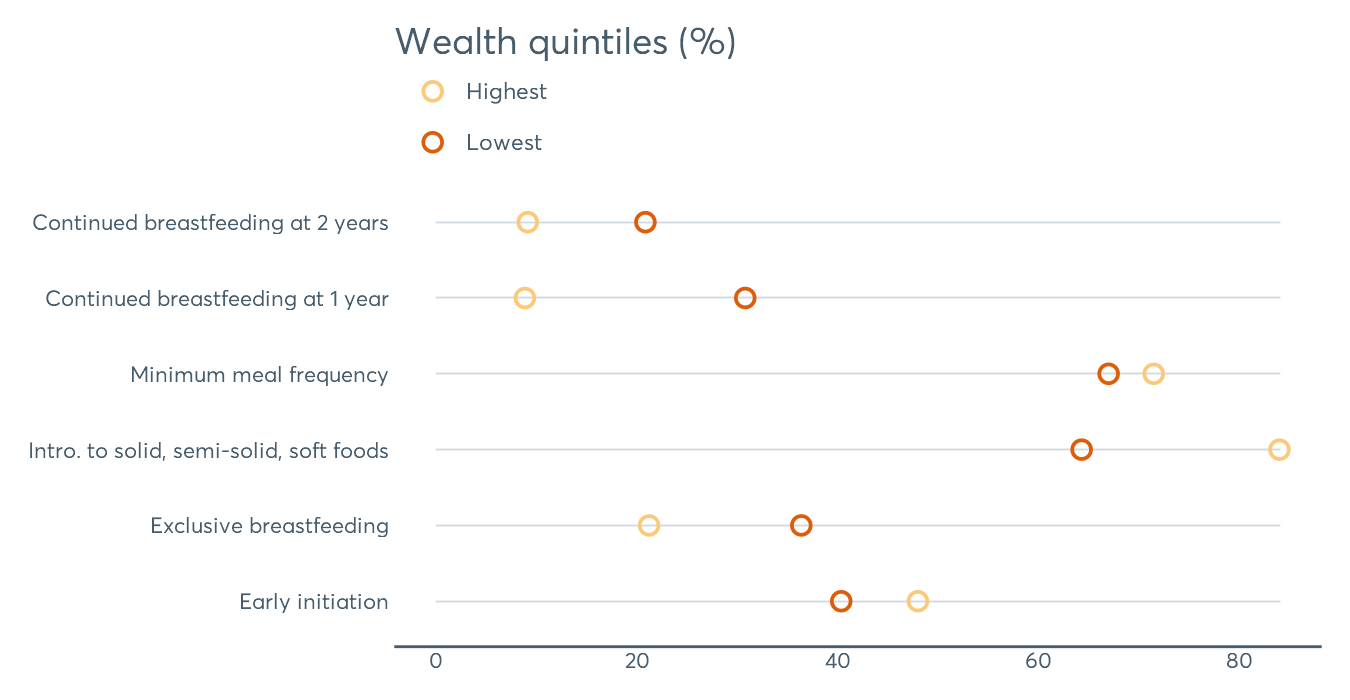 Wealth quintiles (%)
Highest
Lowest
Continued breastfeeding at 2 years
Continued breastfeeding at 1 year
Minimum meal frequency
Intro. to solid, semi-solid, soft foods
Exclusive breastfeeding
Early initiation
0 20 40 60 80